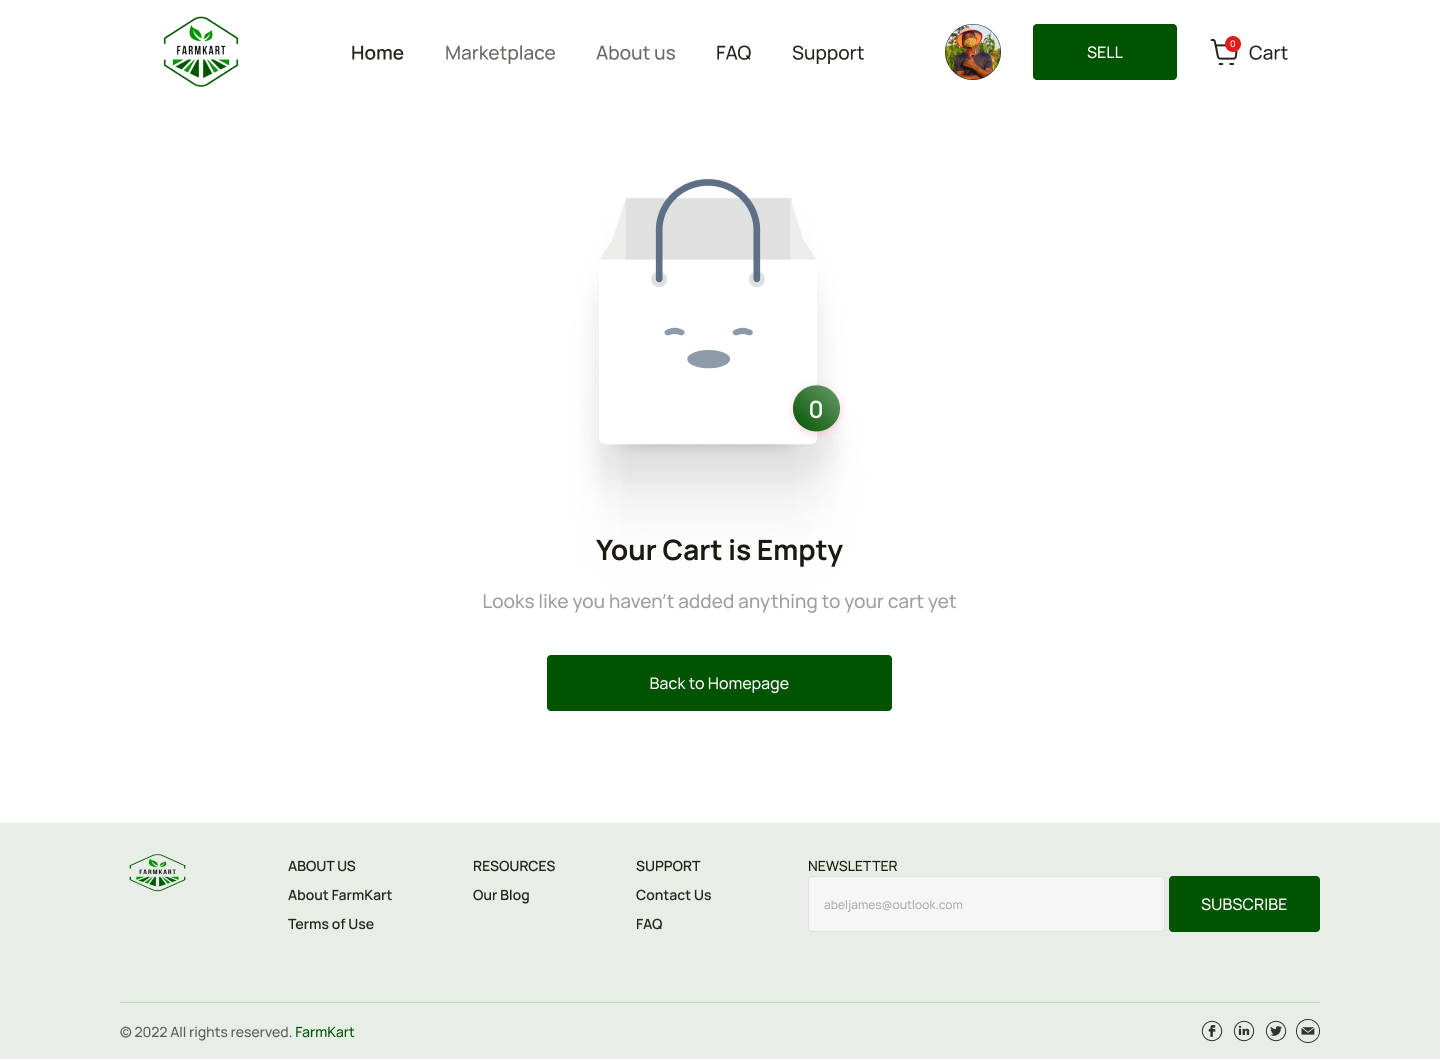 FARMKART
Home Marketplace About us FAQ Support
SELL
0
Cart
0
Your Cart is Empty
Looks like you haven't added anything to your cart yet
Back to Homepage
FARMKART
ABOUT US
About FarmKart
Terms of Use
RESOURCES
Our Blog
SUPPORT
Contact Us
FAQ
NEWSLETTER
abeljames@outlook.com
SUBSCRIBE
© 2022 All rights reserved. FarmKart